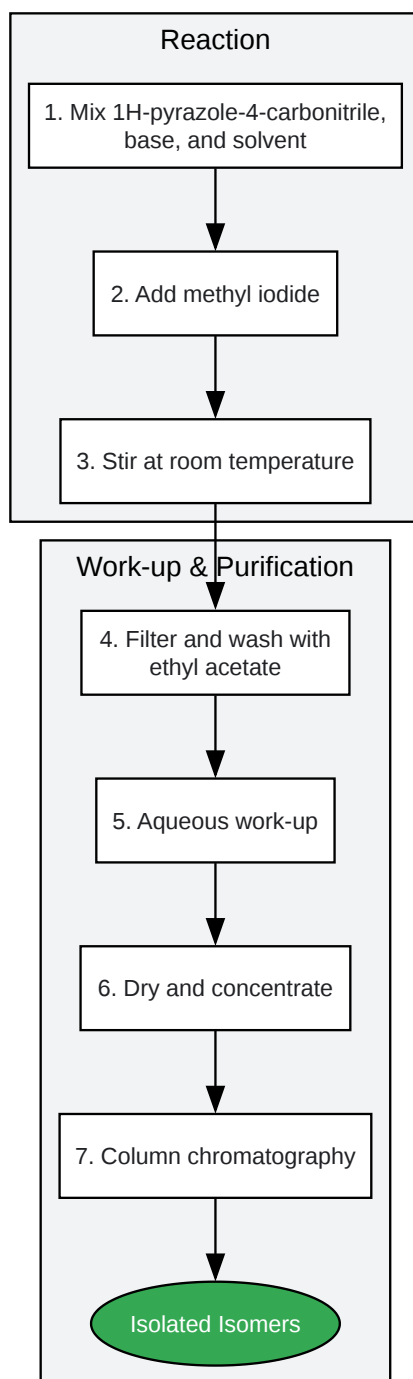 Reaction
1. Mix 1H-pyrazole-4-carbonitrile,
base, and solvent
2. Add methyl iodide
3. Stir at room temperature
Work-up & Purification
4. Filter and wash with
ethyl acetate
5. Aqueous work-up
6. Dry and concentrate
7. Column chromatography
Isolated Isomers